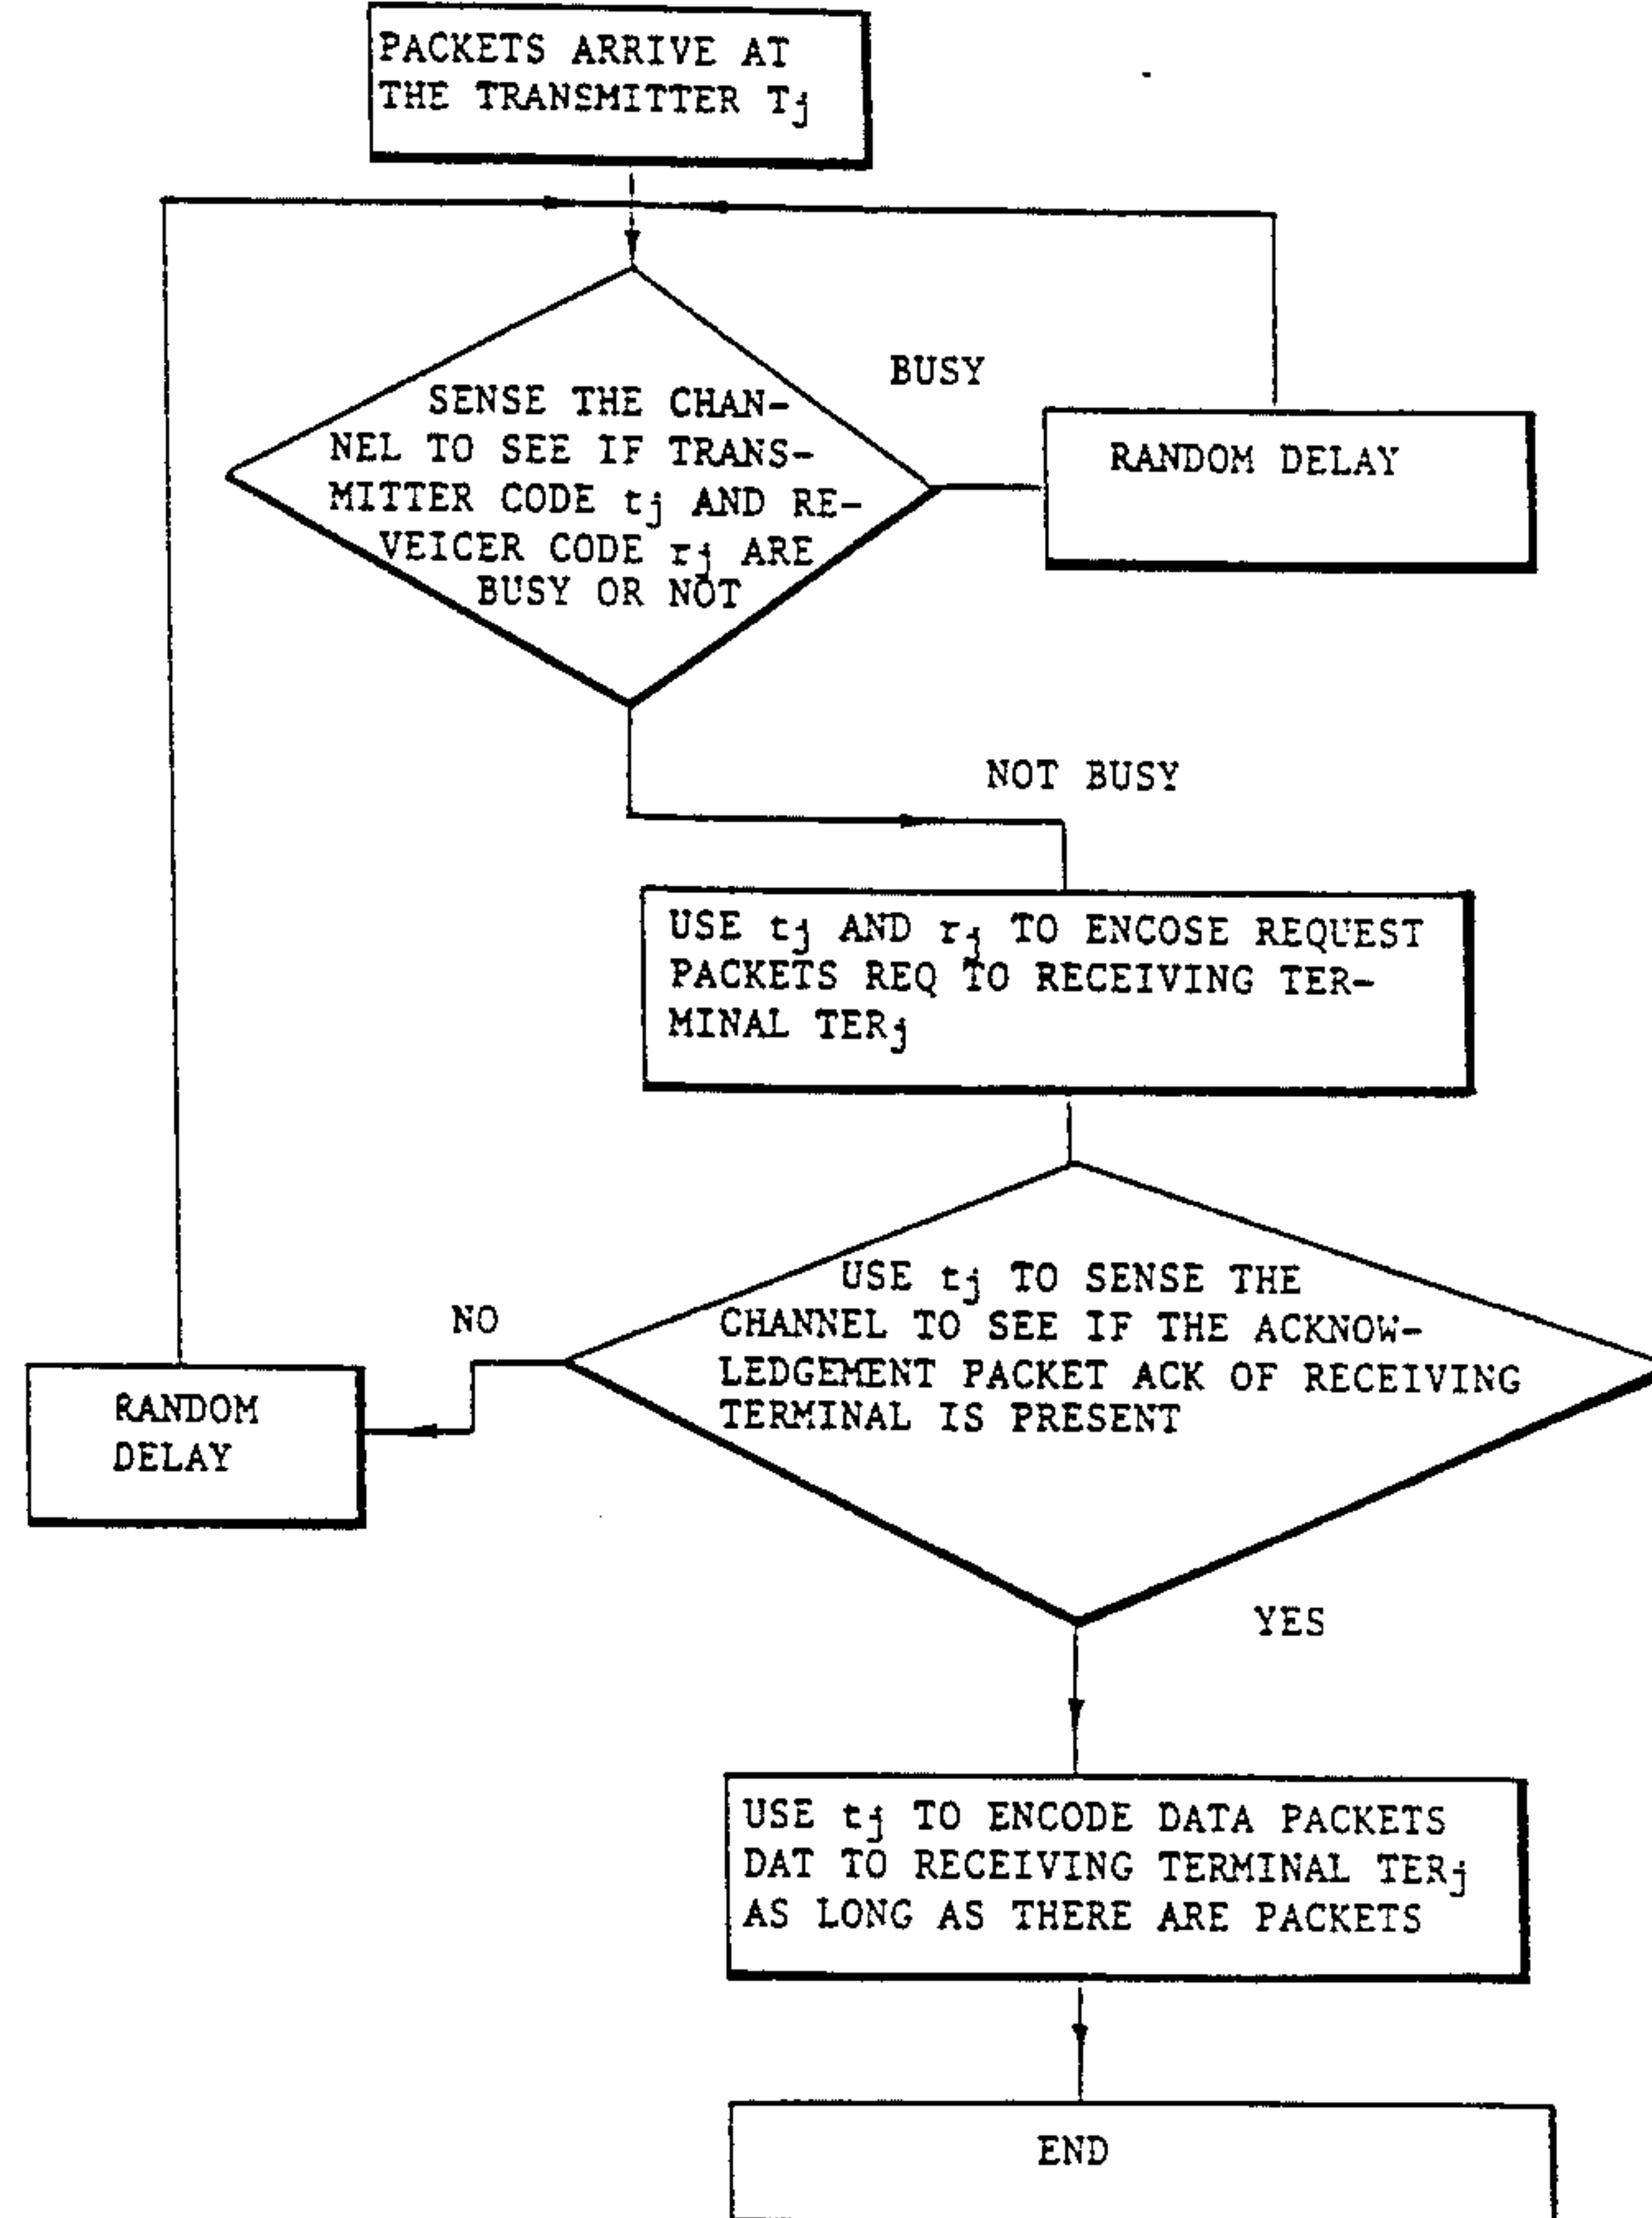 PACKETS ARRIVE AT
THE TRANSMITTER Tj
BUSY
SENSE THE CHAN-
NEL TO SEE IF TRANS-
MITTER CODE tj AND RE-
VEICER CODE rj ARE
BUSY OR NOT
RANDOM DELAY
NOT BUSY
USE tj AND rj TO ENCOSE REQUEST
PACKETS REQ TO RECEIVING TER-
MINAL TERj
USE tj TO SENSE THE
CHANNEL TO SEE IF THE ACKNOW-
LEDGEMENT PACKET ACK OF RECEIVING
TERMINAL IS PRESENT
NO
RANDOM
DELAY
YES
USE tj TO ENCODE DATA PACKETS
DAT TO RECEIVING TERMINAL TERj
AS LONG AS THERE ARE PACKETS
END